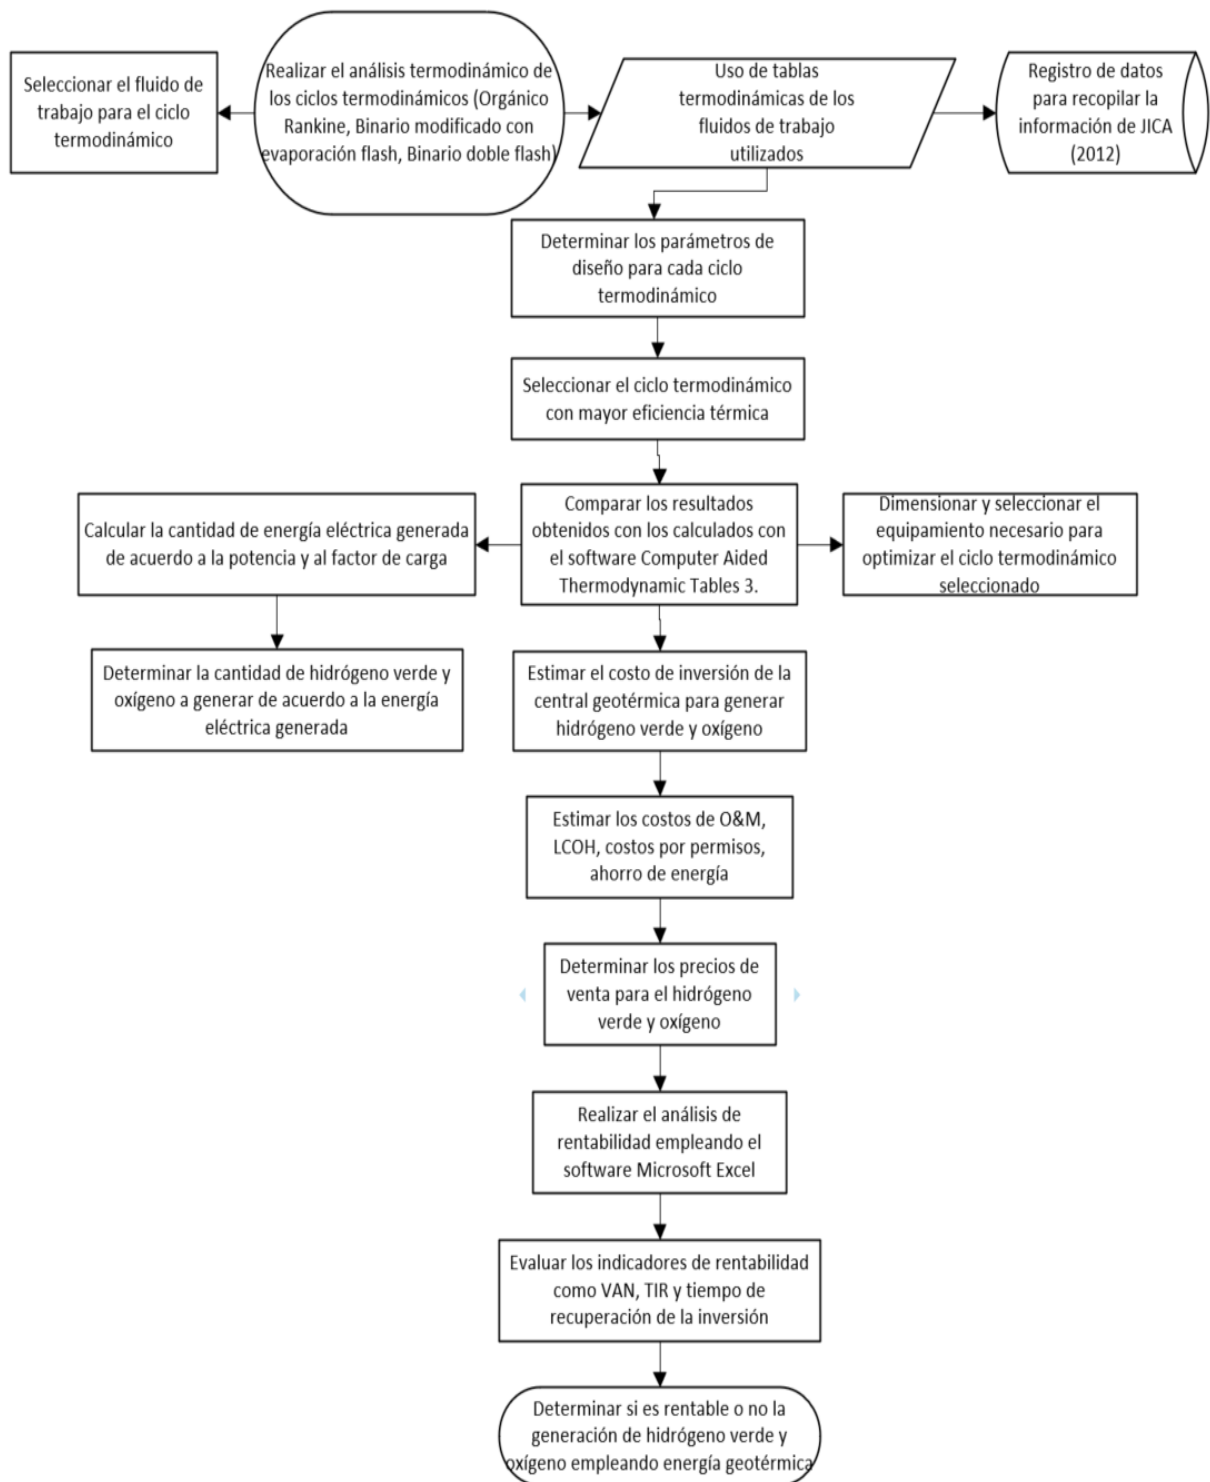 Seleccionar el fluido de
trabajo para el ciclo
termodinámico
Realizar el análisis termodinámico de
los ciclos termodinámicos (Orgánico
Rankine, Binario modificado con
evaporación flash, Binario doble flash)
Uso de tablas
termodinámicas de los
fluidos de trabajo
utilizados
Registro de datos
para recopilar la
información de JICA
(2012)
Determinar los parámetros de
diseño para cada ciclo
termodinámico
Seleccionar el ciclo termodinámico
con mayor eficiencia térmica
Calcular la cantidad de energía eléctrica generada
de acuerdo a la potencia y al factor de carga
Comparar los resultados
obtenidos con los calculados con
el software Computer Aided
Thermodynamic Tables 3.
Dimensionar y seleccionar el
equipamiento necesario para
optimizar el ciclo termodinámico
seleccionado
Determinar la cantidad de hidrógeno verde y
oxígeno a generar de acuerdo a la energía
eléctrica generada
Estimar el costo de inversión de la
central geotérmica para generar
hidrógeno verde y oxígeno
Estimar los costos de O&M,
LCOH, costos por permisos,
ahorro de energía
Determinar los precios de
venta para el hidrógeno
verde y oxígeno
Realizar el análisis de
rentabilidad empleando el
software Microsoft Excel
Evaluar los indicadores de rentabilidad
como VAN, TIR y tiempo de
recuperación de la inversión
Determinar si es rentable o no la
generación de hidrógeno verde y
oxígeno empleando energía geotérmica